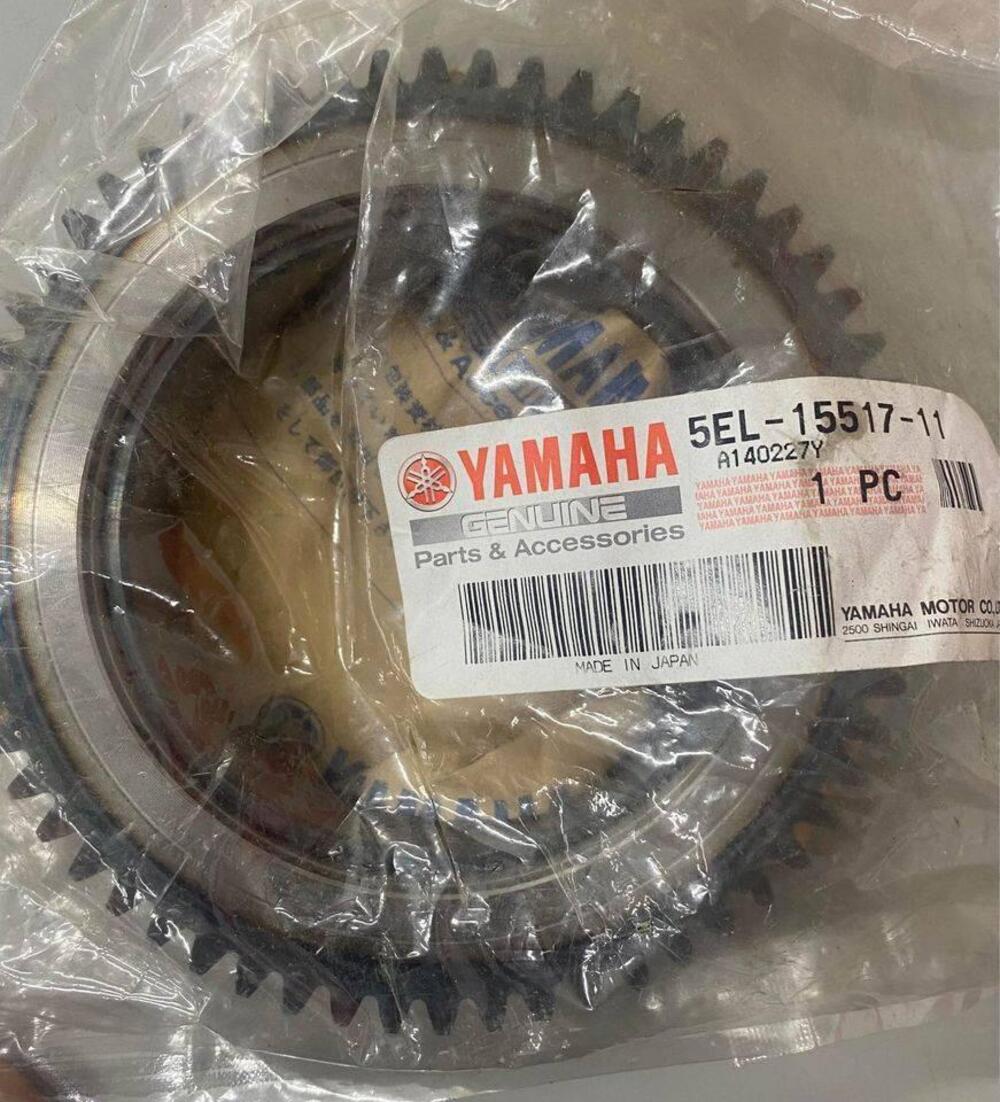 YAMAHA
5EL-15517-11
A140227Y
GENUINE
1 PC
Parts & Accessories
MADE IN JAPAN
YAMAHA MOTOR CO.,
2500 SHINGAI IWATA SHIZUOKA